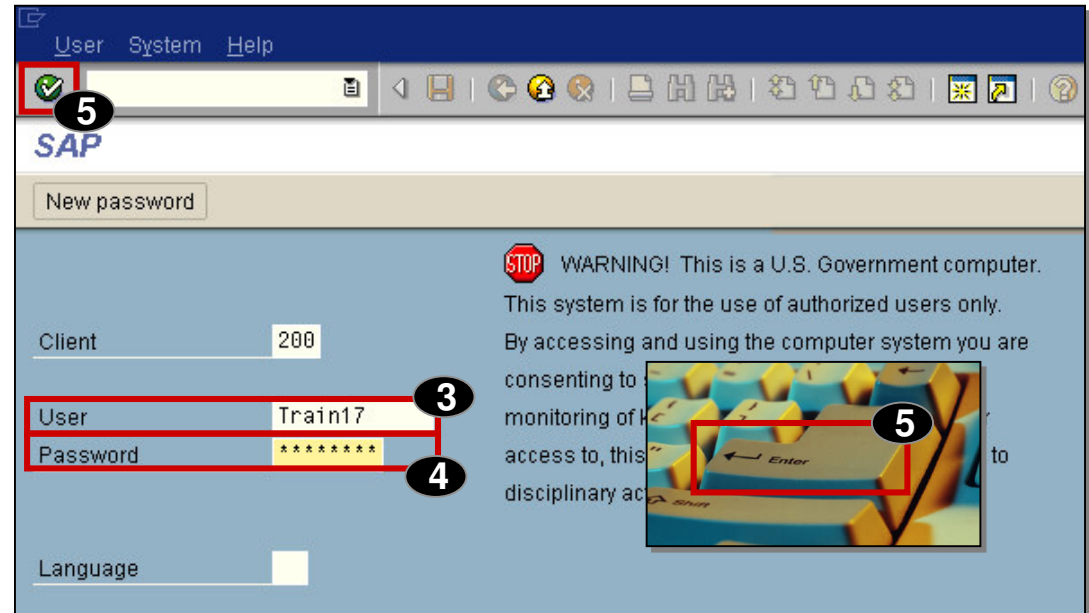 User System Help
5
SAP
New password
STOP WARNING! This is a U.S. Government computer.
This system is for the use of authorized users only.
Client 200 By accessing and using the computer system you are
consenting to
User Train17 3 monitoring of 5
Password ******** 4 access to, this to
disciplinary
Enter
Shift
Language